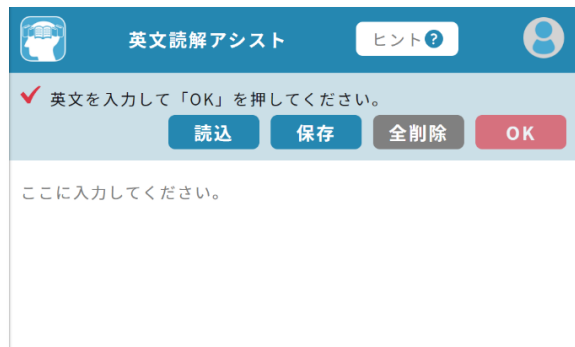 英文読解アシスト
ヒント?
英文を入力して「OK」を押してください。
読込 保存 全削除 OK
ここに入力してください。